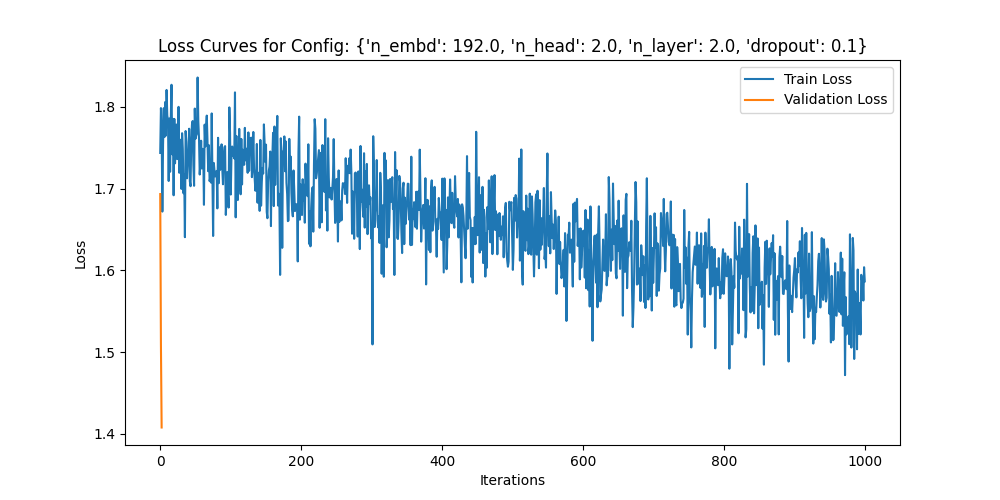 Loss Curves for Config: {'n_embd': 192.0, 'n_head': 2.0, 'n_layer': 2.0, 'dropout': 0.1}
Train Loss
Validation Loss
Loss
1.8
1.7
1.6
1.5
1.4
0 200 400 600 800 1000
Iterations